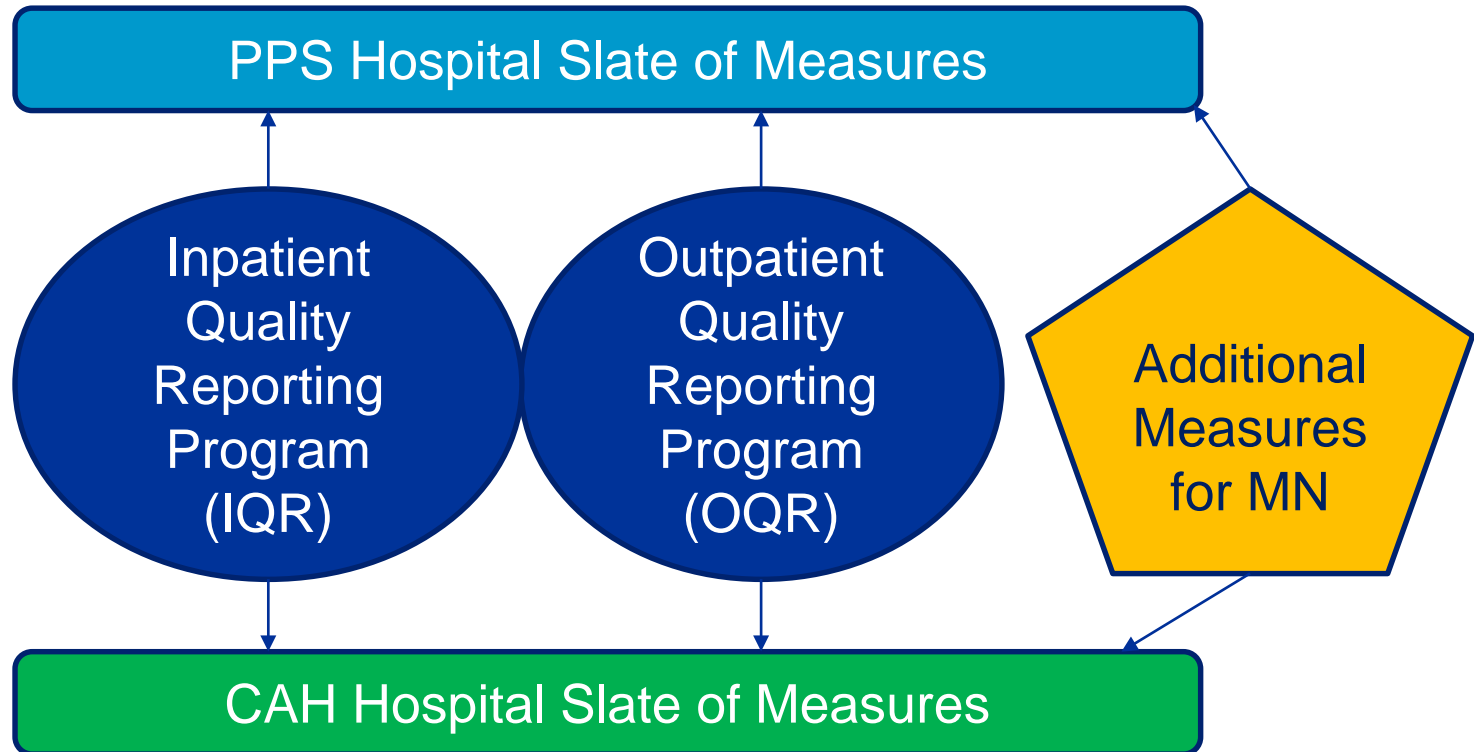 PPS Hospital Slate of Measures
Inpatient
Quality
Reporting
Program
(IQR)
Outpatient
Quality
Reporting
Program
(OQR)
Additional
Measures
for MN
CAH Hospital Slate of Measures